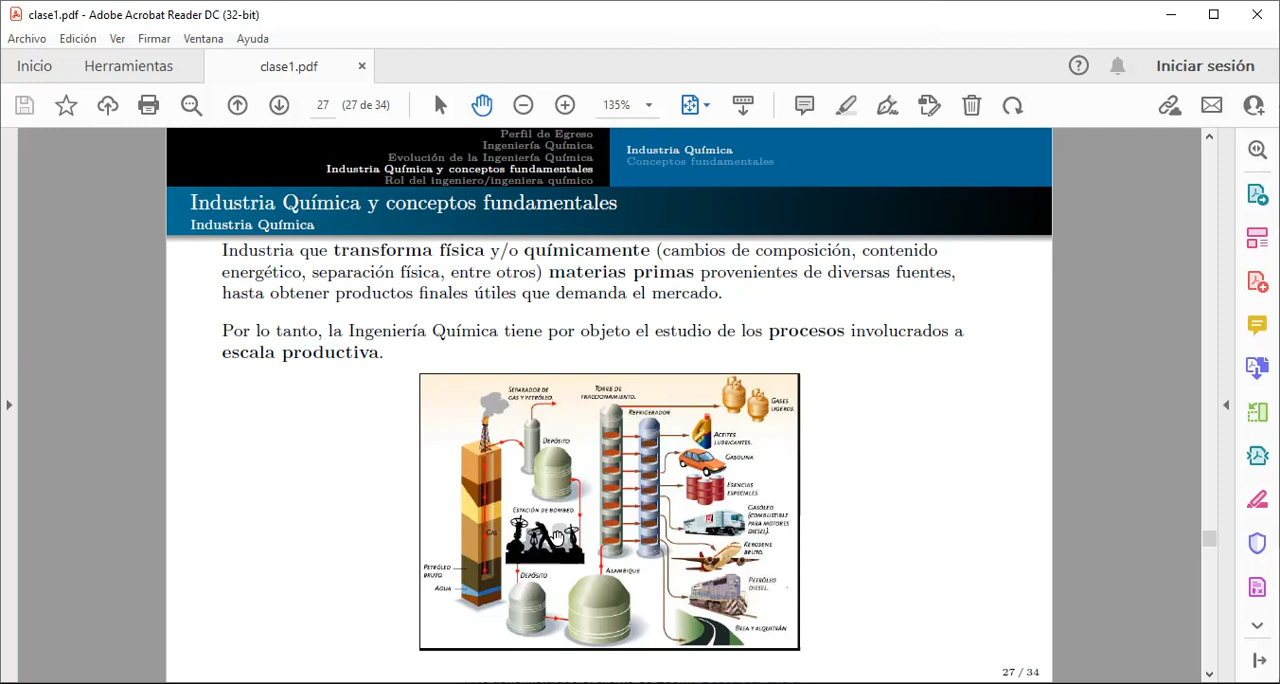 clase1.pdf - Adobe Acrobat Reader DC (32-bit)
Archivo Edición Ver Firmar Ventana Ayuda
Inicio Herramientas clase1.pdf × Iniciar sesión
27 (27 de 34) 135%
Perfil de Egreso
Ingeniería Química
Evolución de la Ingeniería Química
Industria Química y conceptos fundamentales
Rol del ingeniero/ingeniera químico
Industria Química
Conceptos fundamentales
Industria Química y conceptos fundamentales
Industria Química
Industria que transforma física y/o químicamente (cambios de composición, contenido
energético, separación física, entre otros) materias primas provenientes de diversas fuentes,
hasta obtener productos finales útiles que demanda el mercado.
Por lo tanto, la Ingeniería Química tiene por objeto el estudio de los procesos involucrados a
escala productiva.
SEPARADOR DE
GAS Y PETRÓLEO.
DEPÓSITO
ESTACIÓN DE BOMBEO
GAS
PETRÓLEO
BRUTO.
AGUA
DEPÓSITO
ALAMBIQUE
TORRE DE
FRACCIONAMIENTO.
REFRIGERADOR
GASES
LIGEROS.
ACEITES
LUBRICANTES.
GASOLINA
ESENCIAS
ESPECIALES.
GASÓLEO
(COMBUSTIBLE
PARA MOTORES
DIESEL).
KEROSENE
BRUTO.
PETRÓLEO
DIESEL.
BREA Y ALQUITRÁN
27 / 34